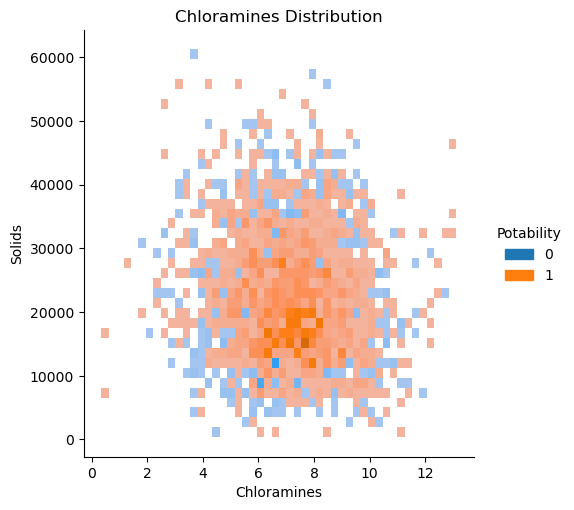 Chloramines Distribution
60000
50000
40000
30000
20000
10000
0
Solids
0 2 4 6 8 10 12
Chloramines
Potability
0
1